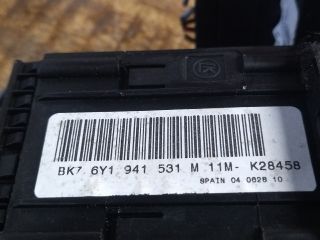 BK7 6Y1 941 531 M 11M- K28458
SPAIN 04 0628 10